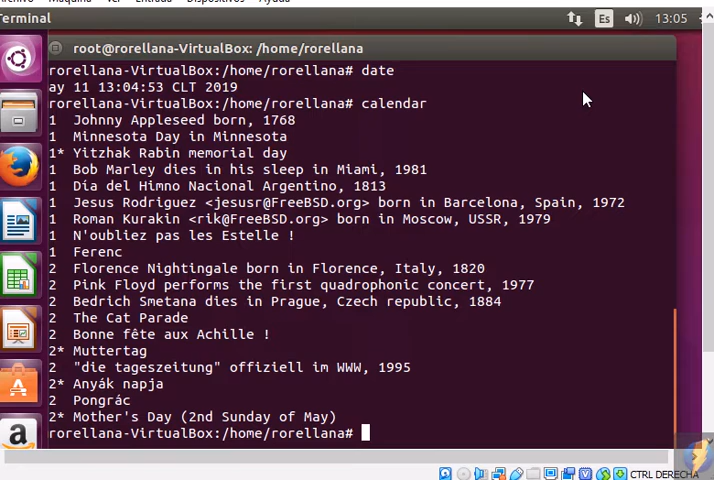 Archivo Máquina Ver Entrada Dispositivos Ayuda
Terminal
Es
13:05
root@rorellana-VirtualBox: /home/rorellana
rorellana-VirtualBox:/home/rorellana# date
ay 11 13:04:53 CLT 2019
rorellana-VirtualBox:/home/rorellana# calendar
1 Johnny Appleseed born, 1768
1 Minnesota Day in Minnesota
1* Yitzhak Rabin memorial day
1 Bob Marley dies in his sleep in Miami, 1981
1 Día del Himno Nacional Argentino, 1813
1 Jesus Rodriguez <jesusr@FreeBSD.org> born in Barcelona, Spain, 1972
1 Roman Kurakin <rik@FreeBSD.org> born in Moscow, USSR, 1979
1 N'oubliez pas les Estelle !
1 Ferenc
2 Florence Nightingale born in Florence, Italy, 1820
2 Pink Floyd performs the first quadrophonic concert, 1977
2 Bedrich Smetana dies in Prague, Czech republic, 1884
2 The Cat Parade
2 Bonne fête aux Achille !
2* Muttertag
2 "die tageszeitung" offiziell im WWW, 1995
2* Anyák napja
2 Pongrác
2* Mother's Day (2nd Sunday of May)
rorellana-VirtualBox:/home/rorellana#
a
CTRL DERECHA